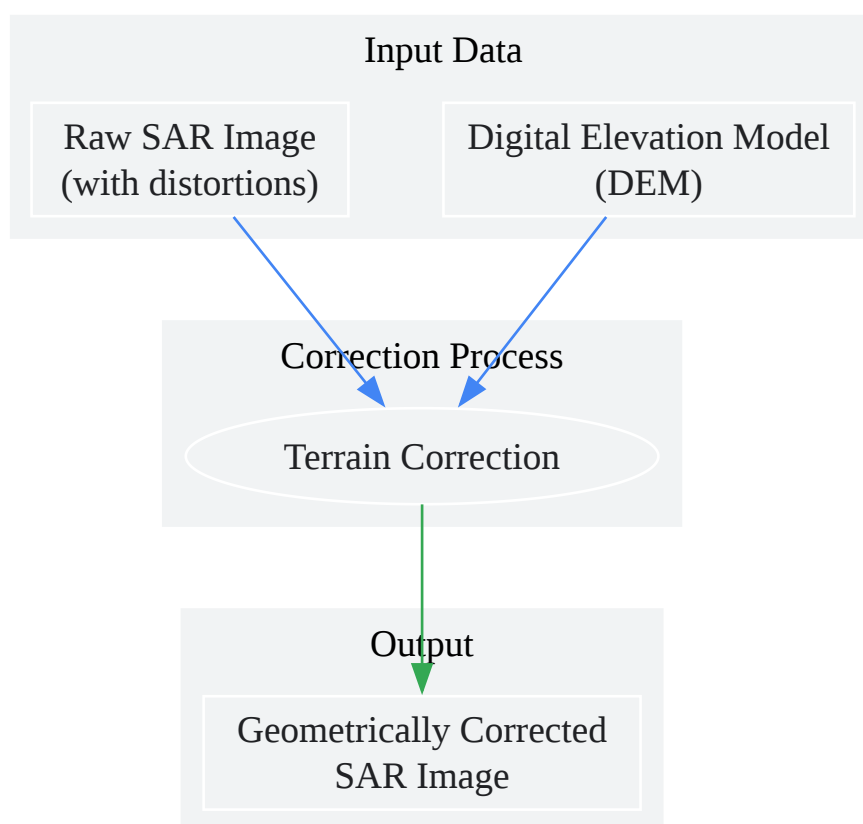 Input Data
Raw SAR Image
(with distortions)
Digital Elevation Model
(DEM)
Correction Process
Terrain Correction
Output
Geometrically Corrected
SAR Image